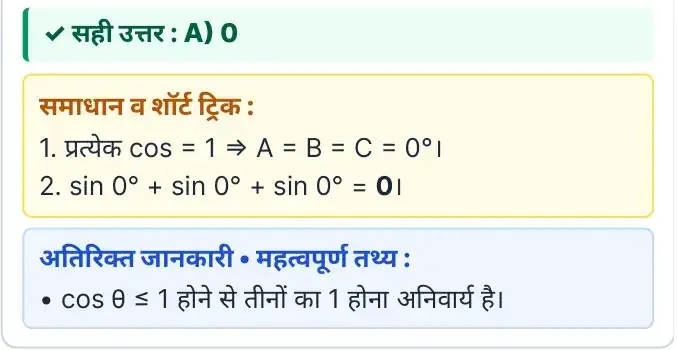 ✓ सही उत्तर : A) 0
समाधान व शॉर्ट ट्रिक :
1. प्रत्येक cos = 1 ⇒ A = B = C = 0°।
2. sin 0° + sin 0° + sin 0° = 0।
अतिरिक्त जानकारी • महत्वपूर्ण तथ्य :
• cos θ ≤ 1 होने से तीनों का 1 होना अनिवार्य है।